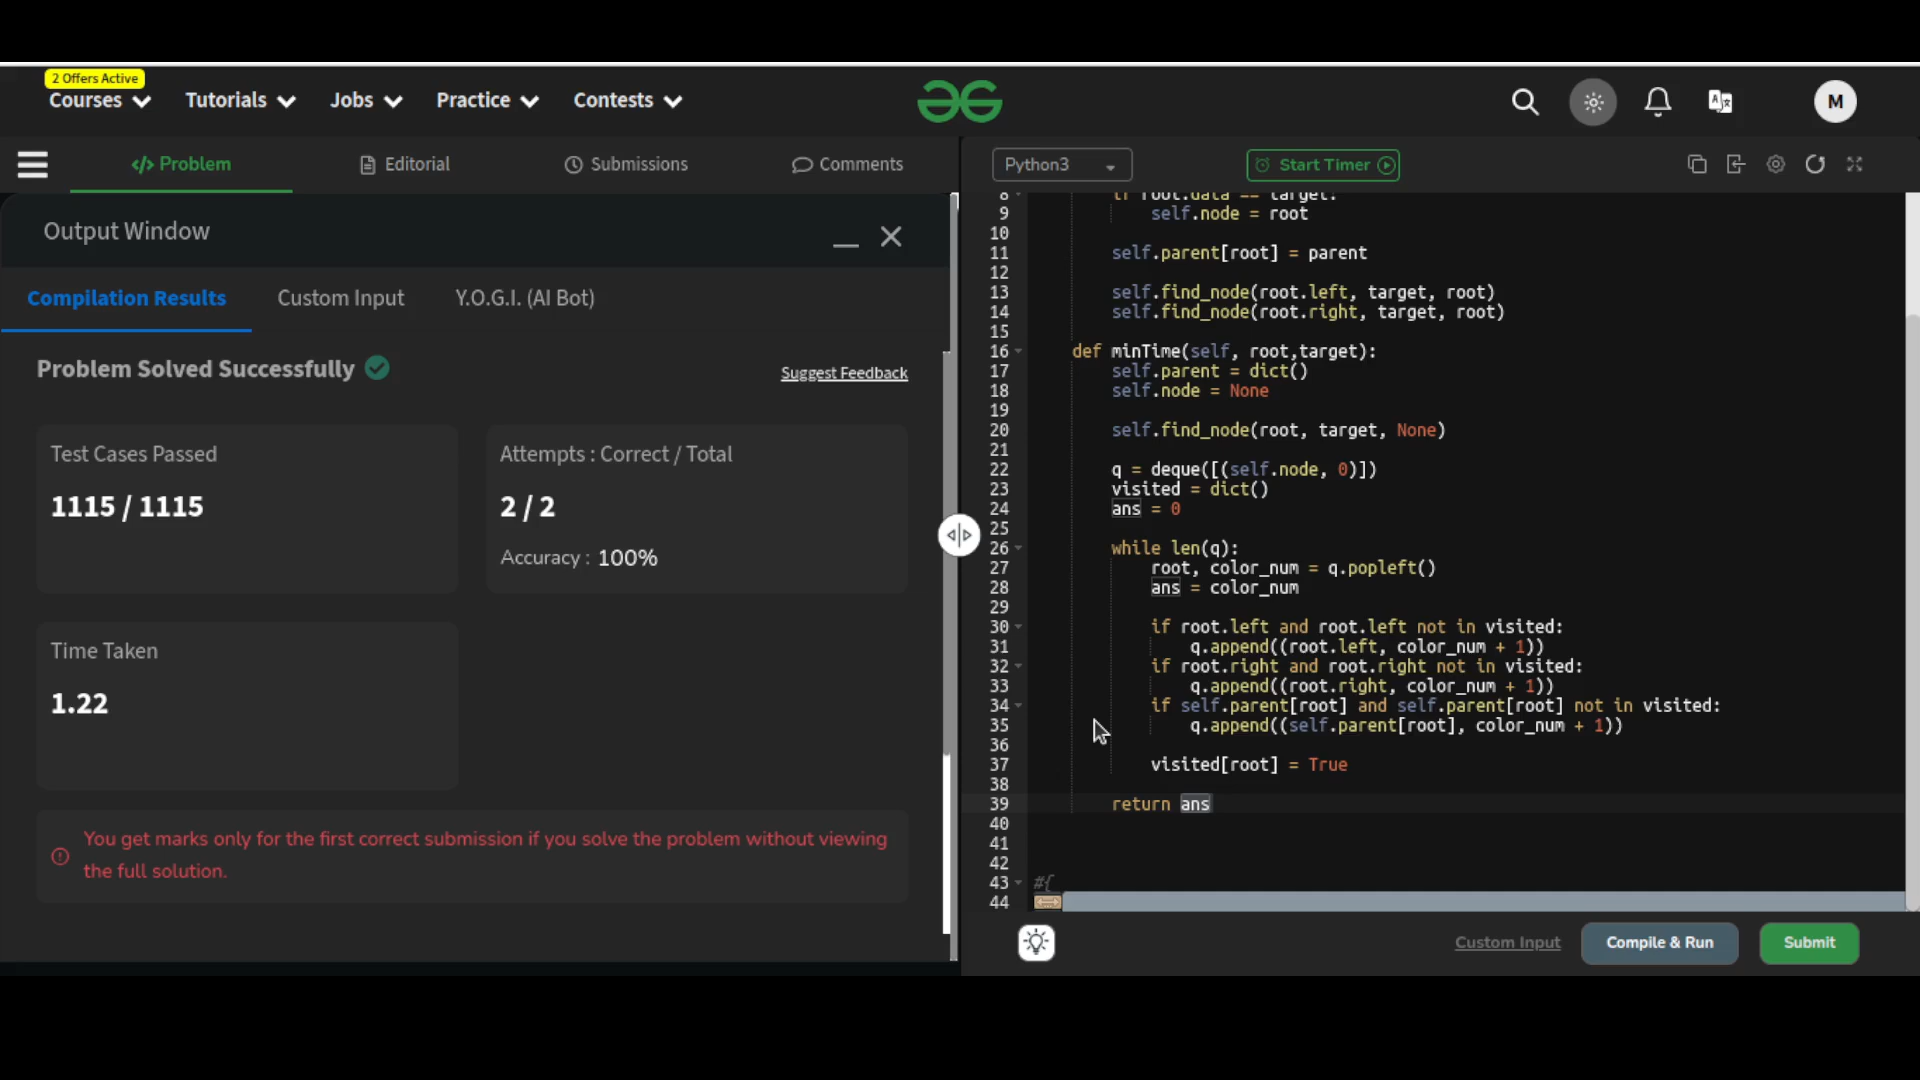 2 Offers Active
Courses Tutorials Jobs Practice Contests
M
</> Problem Editorial Submissions Comments
Python3 Start Timer
Output Window
Compilation Results Custom Input Y.O.G.I. (AI Bot)
Problem Solved Successfully
Suggest Feedback
Test Cases Passed
1115 / 1115
Attempts : Correct / Total
2 / 2
Accuracy : 100%
Time Taken
1.22
You get marks only for the first correct submission if you solve the problem without viewing
the full solution.
8 if root.data == target:
9 self.node = root
10
11 self.parent[root] = parent
12
13 self.find_node(root.left, target, root)
14 self.find_node(root.right, target, root)
15
16 def minTime(self, root,target):
17 self.parent = dict()
18 self.node = None
19
20 self.find_node(root, target, None)
21
22 q = deque([(self.node, 0)])
23 visited = dict()
24 ans = 0
25
26 while len(q):
27 root, color_num = q.popleft()
28 ans = color_num
29
30 if root.left and root.left not in visited:
31 q.append((root.left, color_num + 1))
32 if root.right and root.right not in visited:
33 q.append((root.right, color_num + 1))
34 if self.parent[root] and self.parent[root] not in visited:
35 q.append((self.parent[root], color_num + 1))
36
37 visited[root] = True
38
39 return ans
40
41
42
43 #{
44
Custom Input Compile & Run Submit